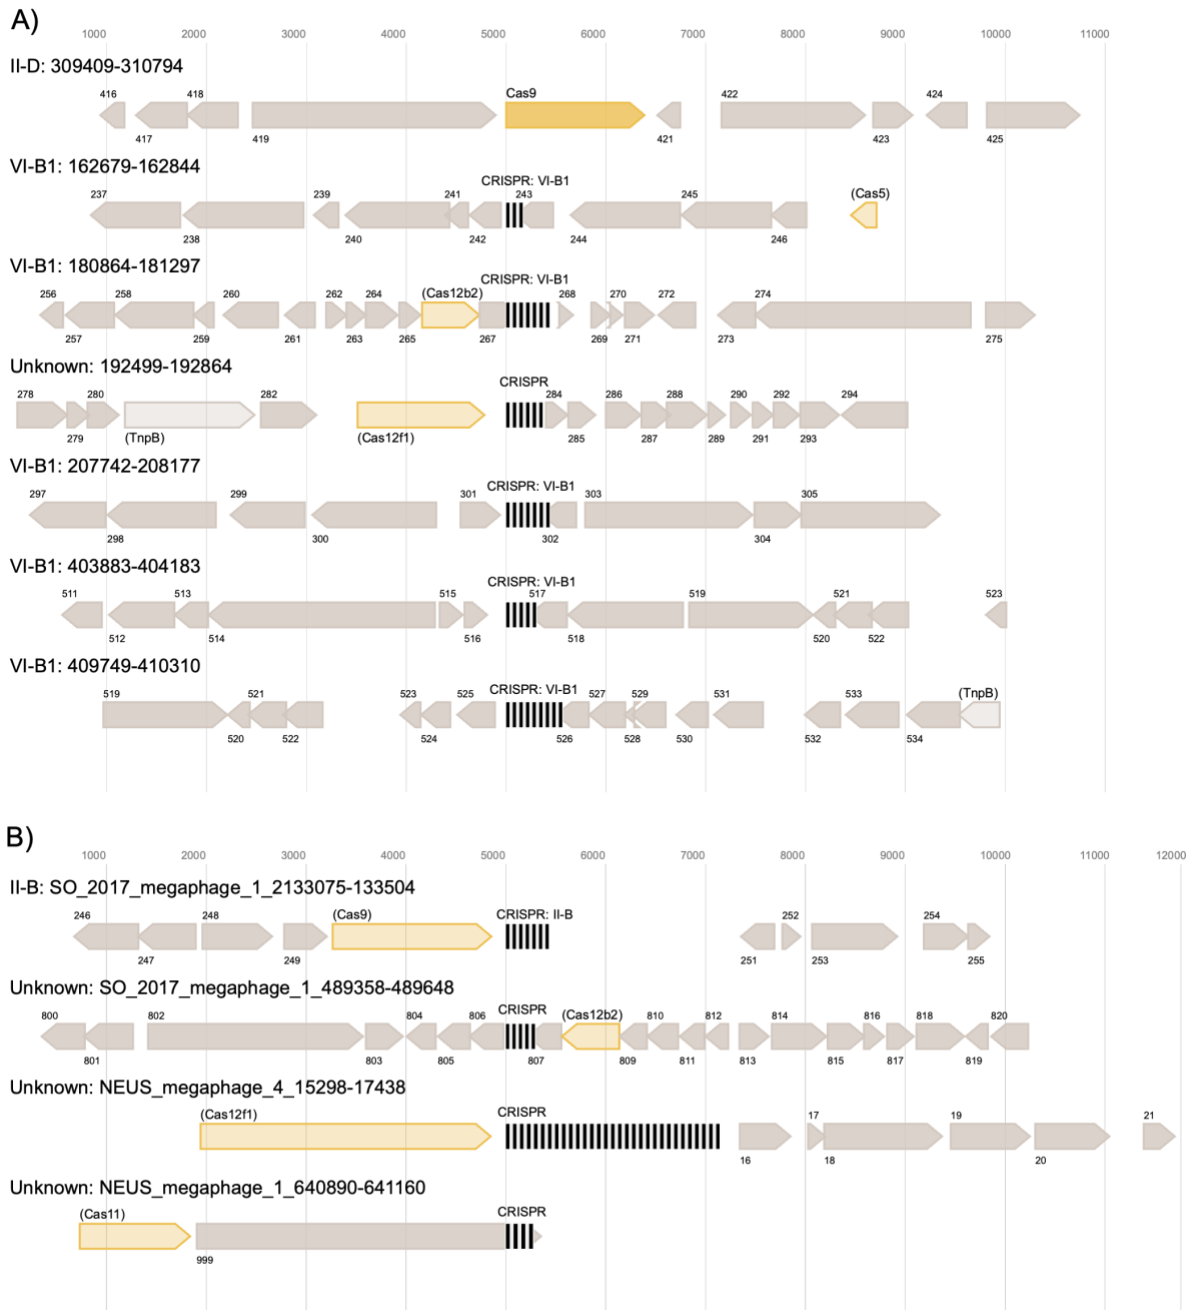 A)
1000 2000 3000 4000 5000 6000 7000 8000 9000 10000 11000
II-D: 309409-310794
416 418 Cas9 422 424
417 419 421 423 425
VI-B1: 162679-162844
CRISPR: VI-B1
237 239 241 243 245 (Cas5)
238 240 242 244 246
VI-B1: 180864-181297
CRISPR: VI-B1
256 258 260 262 264 (Cas12b2) 268 270 272 274
257 259 261 263 265 267 269 271 273 275
Unknown: 192499-192864
CRISPR
278 280 282 284 286 288 290 292 294
279 (TnpB) (Cas12f1) 285 287 289 291 293
VI-B1: 207742-208177
CRISPR: VI-B1
297 299 301 303 305
298 300 302 304
VI-B1: 403883-404183
CRISPR: VI-B1
511 513 515 517 519 521 523
512 514 516 518 520 522
VI-B1: 409749-410310
CRISPR: VI-B1 (TnpB)
519 521 523 525 527 529 531 533
520 522 524 526 528 530 532 534
B)
1000 2000 3000 4000 5000 6000 7000 8000 9000 10000 11000 12000
II-B: SO_2017_megaphage_1_2133075-133504
246 248 (Cas9) CRISPR: II-B 252 254
247 249 251 253 255
Unknown: SO_2017_megaphage_1_489358-489648
CRISPR (Cas12b2)
800 802 804 806 810 812 814 816 818 820
801 803 805 807 809 811 813 815 817 819
Unknown: NEUS_megaphage_4_15298-17438
(Cas12f1) CRISPR 17 19 21
16 18 20
Unknown: NEUS_megaphage_1_640890-641160
(Cas11) CRISPR
999